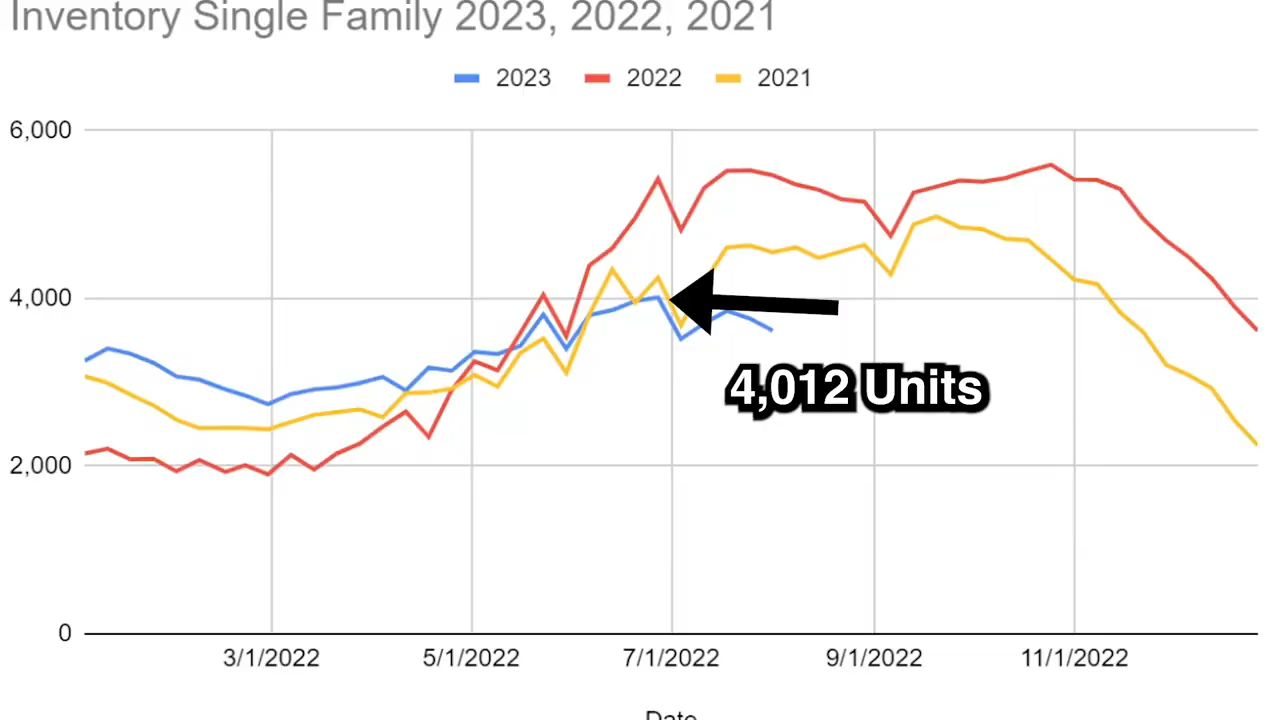 Inventory Single Family 2023, 2022, 2021
2023 2022 2021
6,000
4,000
4,012 Units
2,000
0
3/1/2022 5/1/2022 7/1/2022 9/1/2022 11/1/2022
Date